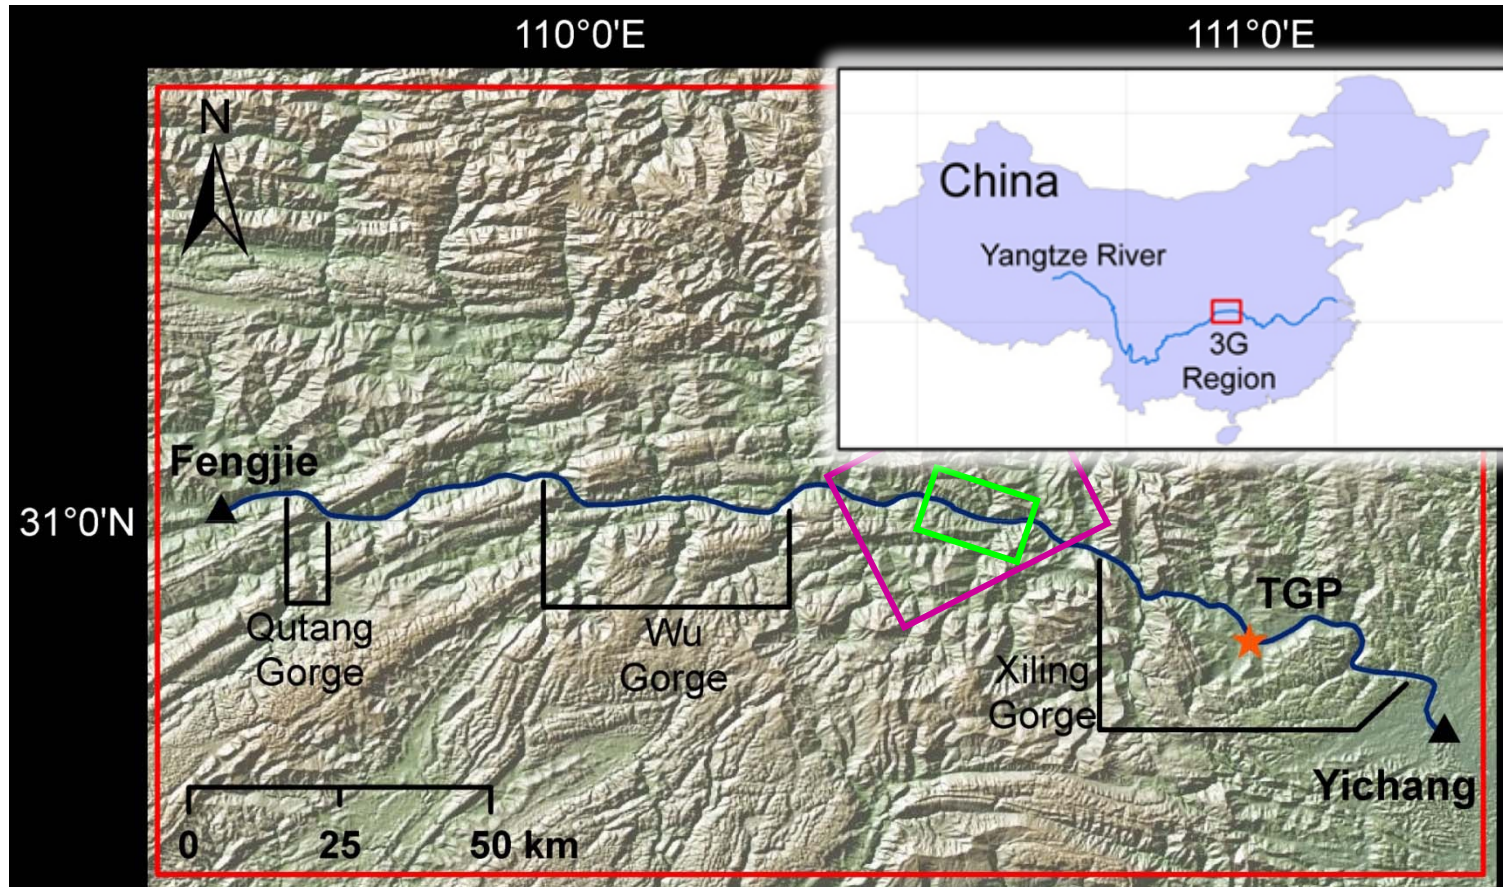 110°0'E
111°0'E
N
China
Yangtze River
3G
Region
Fengjie
31°0'N
TGP
Qutang
Gorge
Wu
Gorge
Xiling
Gorge
Yichang
0
25
50 km